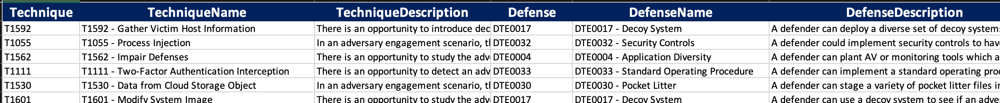 Technique TechniqueName TechniqueDescription Defense DefenseName DefenseDescription
T1592 T1592 - Gather Victim Host Information There is an opportunity to introduce dec DTE0017 DTE0017 - Decoy System A defender can deploy a diverse set of decoy systems
T1055 T1055 - Process Injection In an adversary engagement scenario, th DTE0032 DTE0032 - Security Controls A defender could implement security controls to hav
T1562 T1562 - Impair Defenses There is an opportunity to study the adv DTE0004 DTE0004 - Application Diversity A defender can plant AV or monitoring tools which a
T1111 T1111 - Two-Factor Authentication Interception There is an opportunity to detect an adv DTE0033 DTE0033 - Standard Operating Procedure A defender can implement a standard operating proc
T1530 T1530 - Data from Cloud Storage Object In an adversary engagement scenario, th DTE0030 DTE0030 - Pocket Litter A defender can stage a variety of pocket litter files in
T1601 T1601 - Modify System Image There is an opportunity to study the adv DTE0017 DTE0017 - Decoy System A defender can use a decoy system to see if an adve